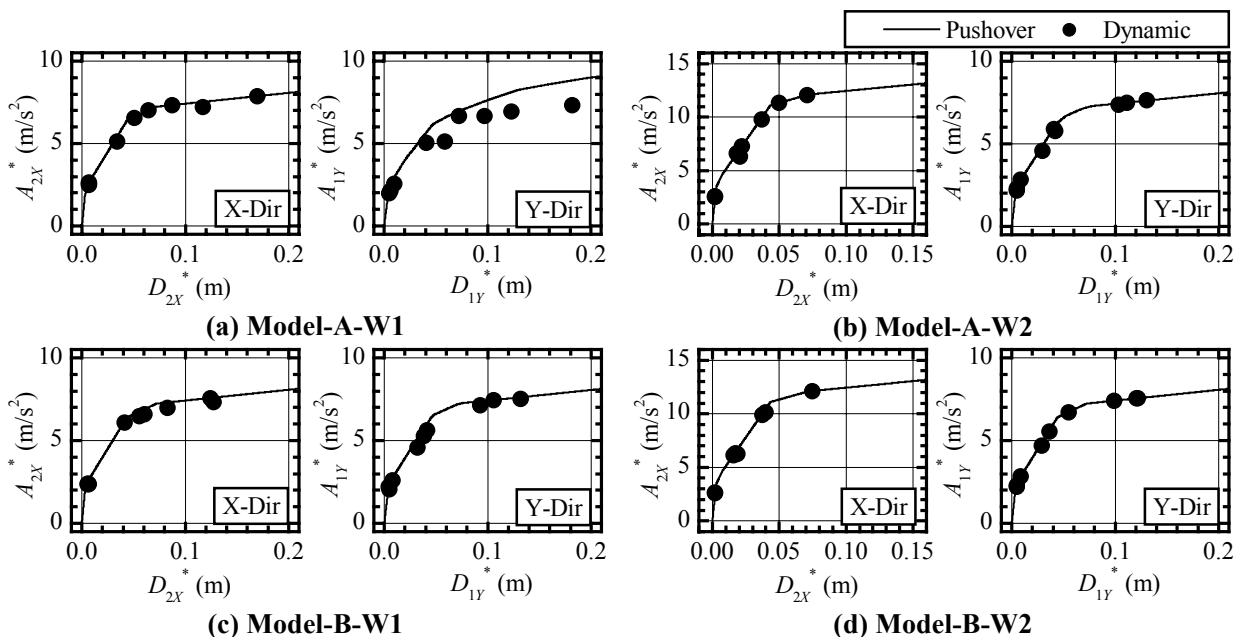 Pushover Dynamic
10 5 0
A₂X* (m/s²)
X-Dir
0.0 0.1 0.2
D₂X* (m)
10 5 0
A₁Y* (m/s²)
Y-Dir
0.0 0.1 0.2
D₁Y* (m)
(a) Model-A-W1
15 10 5 0
A₂X* (m/s²)
X-Dir
0.00 0.05 0.10 0.15
D₂X* (m)
10 5 0
A₁Y* (m/s²)
Y-Dir
0.0 0.1 0.2
D₁Y* (m)
(b) Model-A-W2
10 5 0
A₂X* (m/s²)
X-Dir
0.0 0.1 0.2
D₂X* (m)
10 5 0
A₁Y* (m/s²)
Y-Dir
0.0 0.1 0.2
D₁Y* (m)
(c) Model-B-W1
15 10 5 0
A₂X* (m/s²)
X-Dir
0.00 0.05 0.10 0.15
D₂X* (m)
10 5 0
A₁Y* (m/s²)
Y-Dir
0.0 0.1 0.2
D₁Y* (m)
(d) Model-B-W2